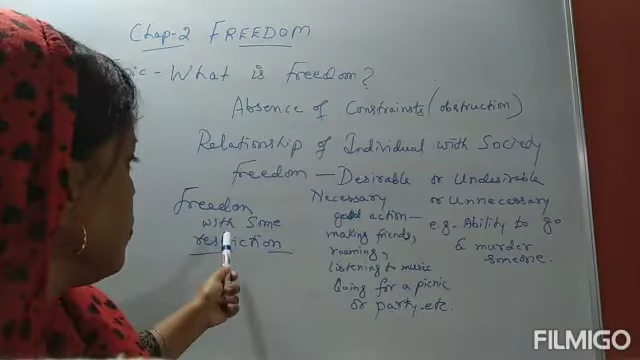 Chap-2 FREEDOM
- What is Freedom?
Absence of Constrainsts (obstruction)
Relationship of Individual with Society
Freedom — Desirable or Undesirable
Freedom with some restriction
Necessary or Unnecessary
good action —
making friends,
roaming,
listening to music
Going for a picnic
or party, etc.
e.g. Ability to go
& murder
someone.
FILMIGO